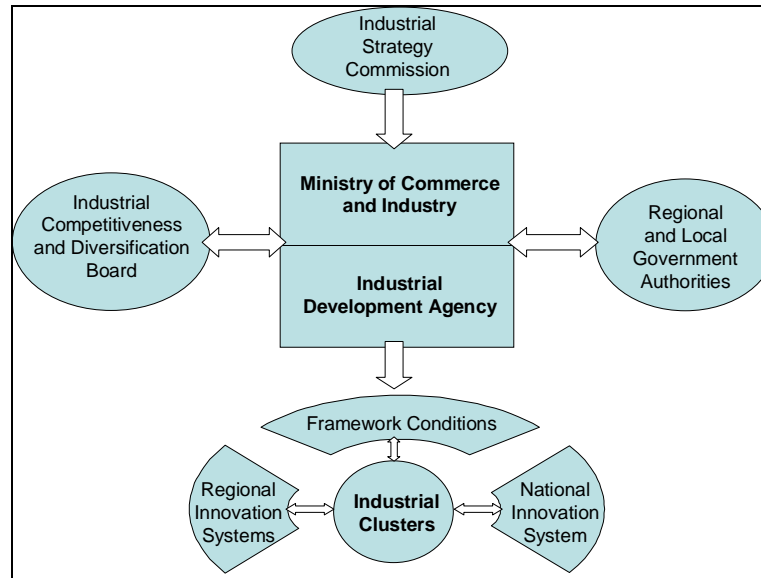 Industrial
Strategy
Commission
Ministry of Commerce
and Industry
Industrial
Competitiveness
and Diversification
Board
Regional
and Local
Government
Authorities
Industrial
Development Agency
Framework Conditions
Regional
Innovation
Systems
Industrial
Clusters
National
Innovation
System